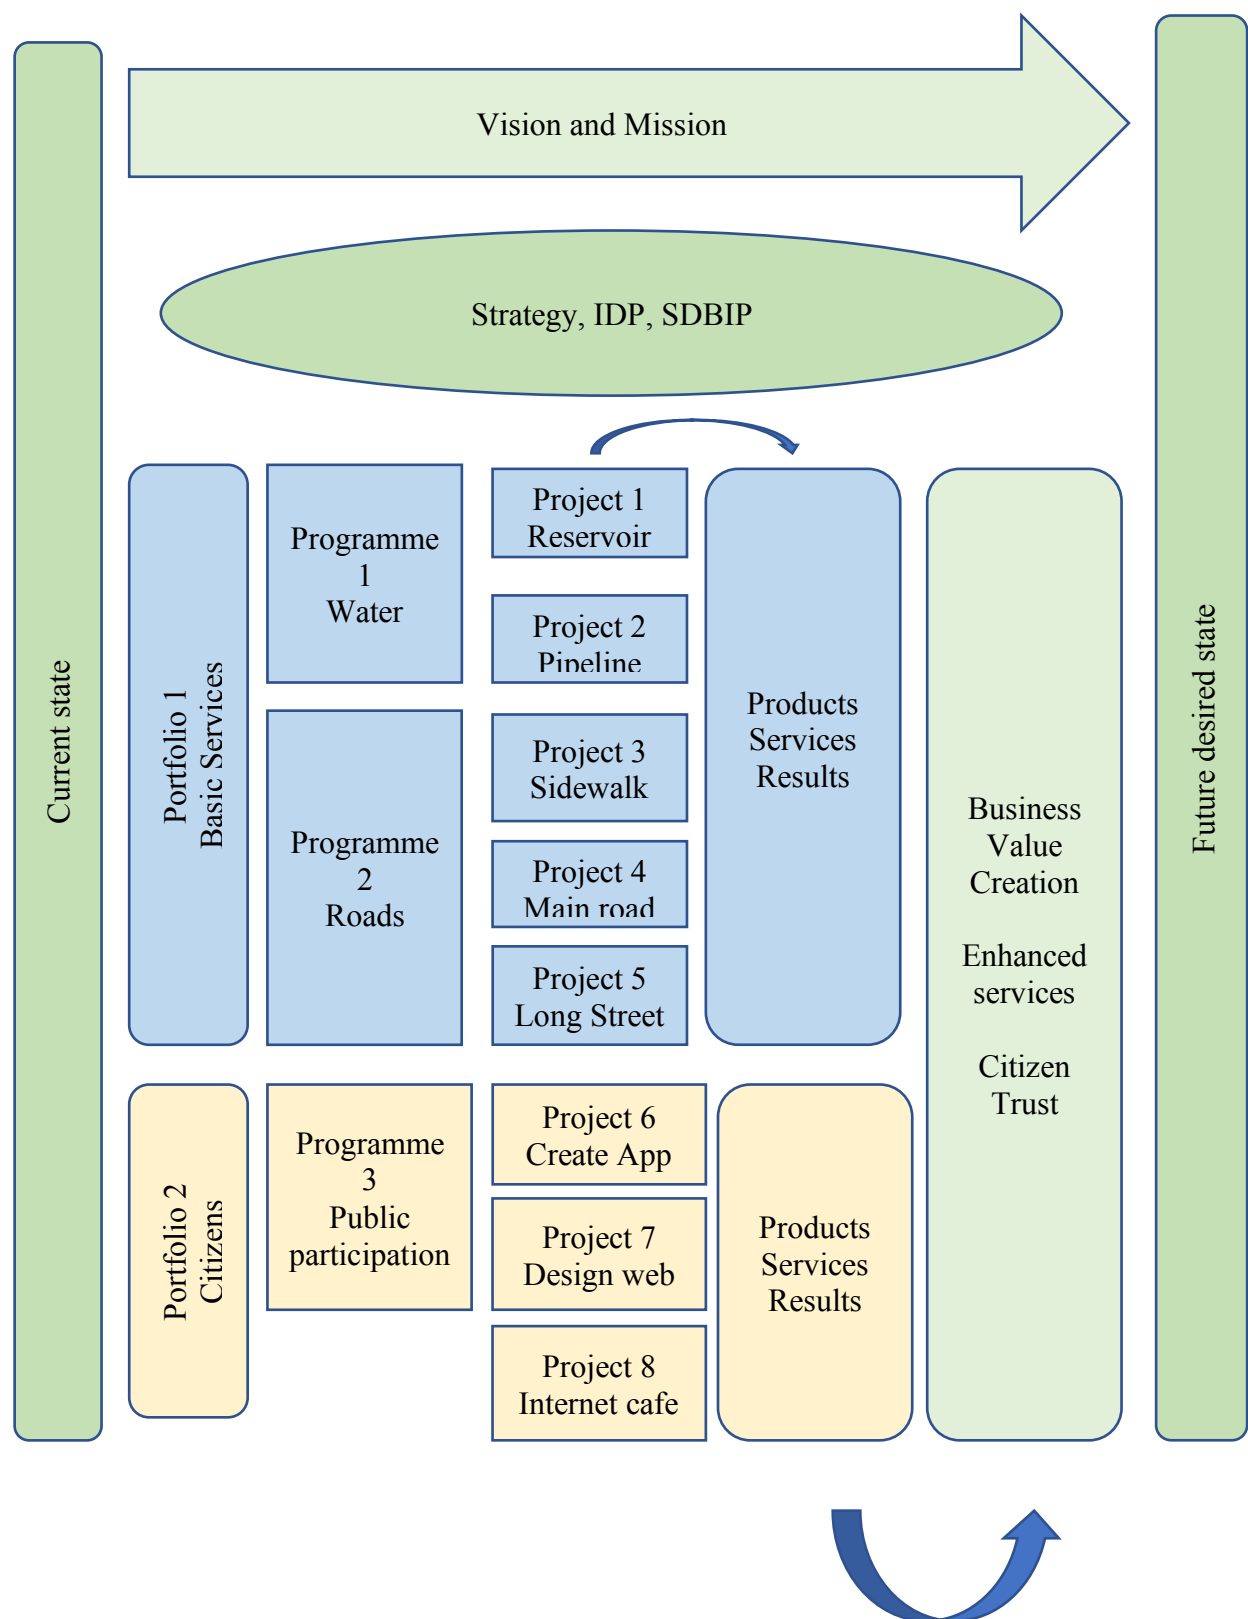 Vision and Mission
Strategy, IDP, SDBIP
Current state
Portfolio 1
Basic Services
Programme
1
Water
Programme
2
Roads
Project 1
Reservoir
Project 2
Pipeline
Project 3
Sidewalk
Project 4
Main road
Project 5
Long Street
Products
Services
Results
Portfolio 2
Citizens
Programme
3
Public
participation
Project 6
Create App
Project 7
Design web
Project 8
Internet cafe
Products
Services
Results
Business
Value
Creation
Enhanced
services
Citizen
Trust
Future desired state